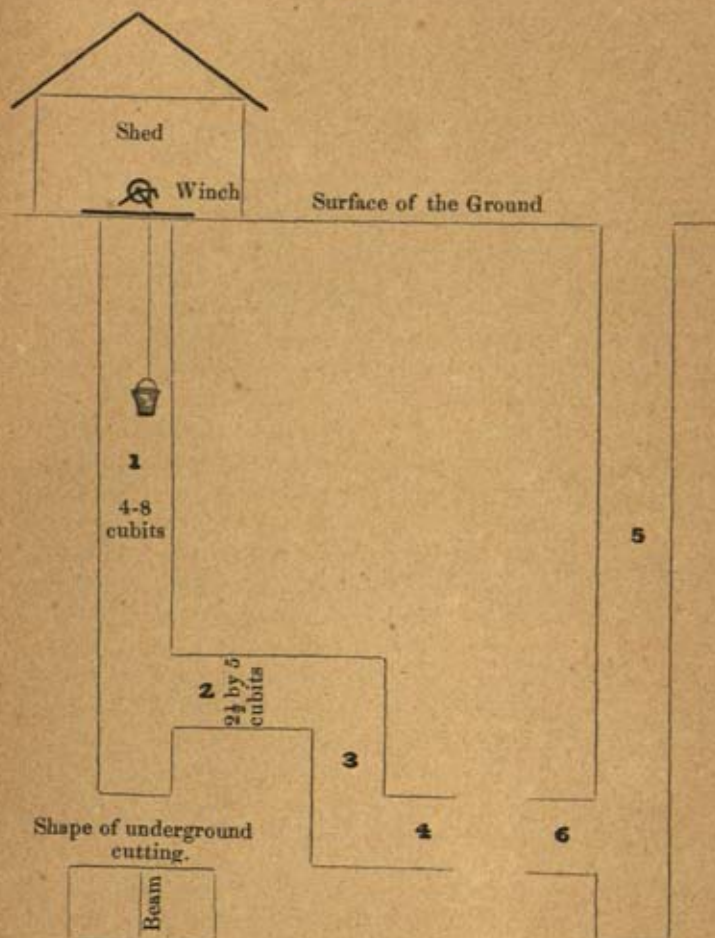 Shed
Winch
Surface of the Ground
1
4-8
cubits
5
2
2½ by 5
cubits
3
4
6
Shape of underground
cutting.
Beam